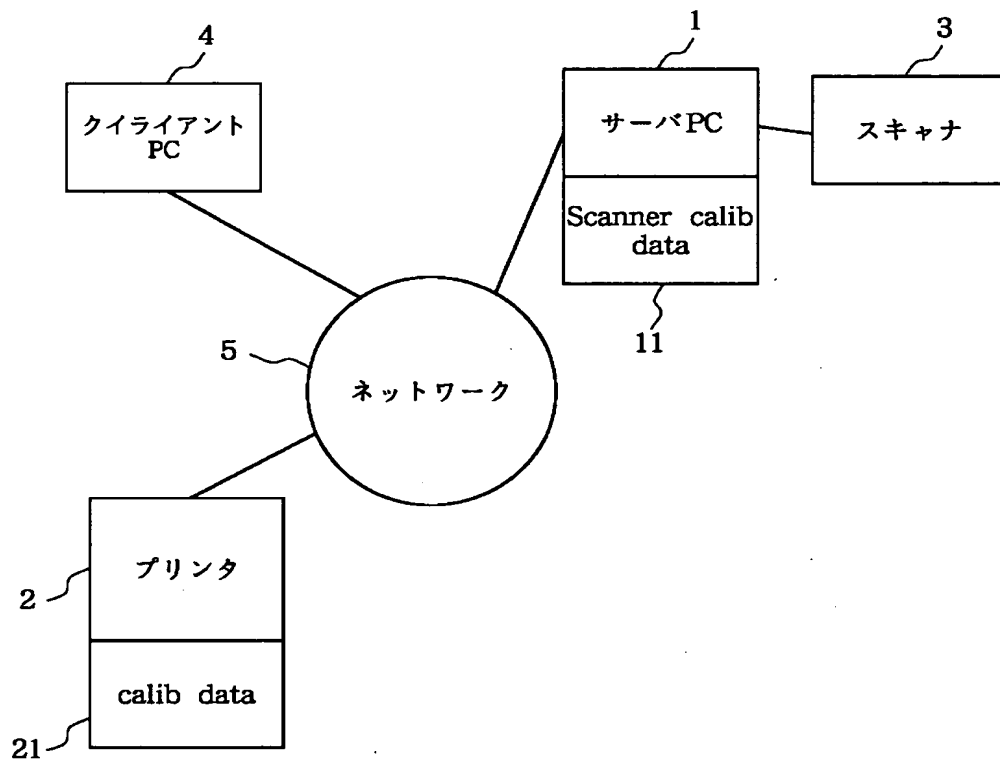 4
クイライアント
PC
1
サーバPC
Scanner calib
data
11
3
スキャナ
5
ネットワーク
2
プリンタ
calib data
21